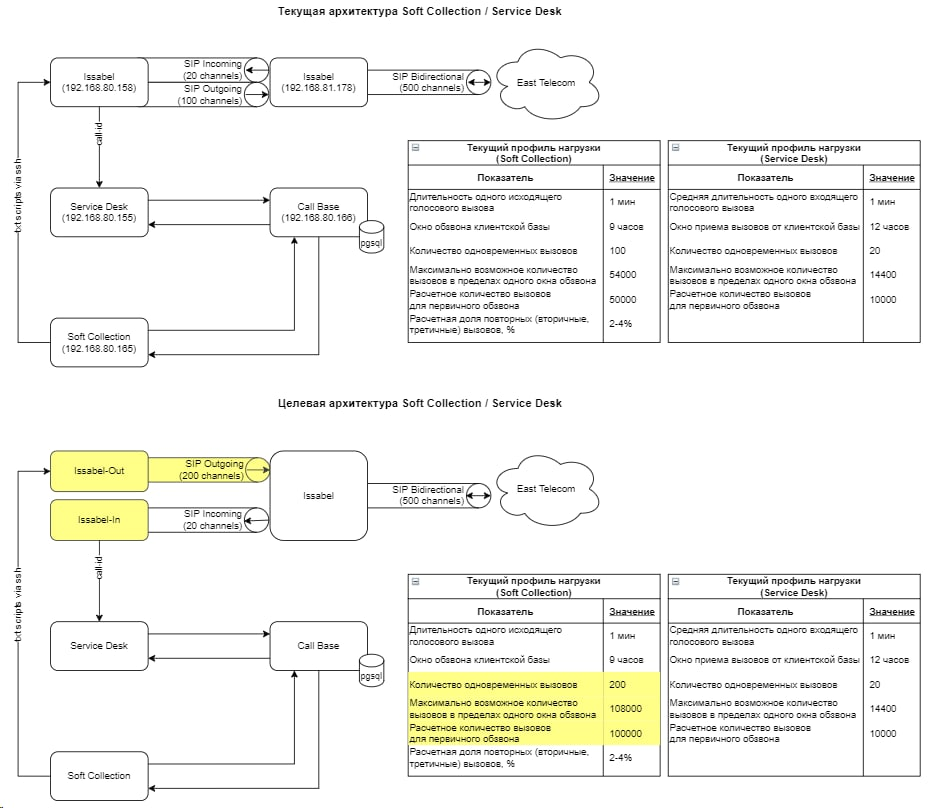 Текущая архитектура Soft Collection / Service Desk
Issabel
(192.168.80.158)
SIP Incoming
(20 channels)
SIP Outgoing
(100 channels)
Issabel
(192.168.81.178)
SIP Bidirectional
(500 channels)
East Telecom
txt scripts via ssh
call-id
Service Desk
(192.168.80.155)
Call Base
(192.168.80.166)
pgsql
Soft Collection
(192.168.80.165)
Текущий профиль нагрузки
(Soft Collection)
Показатель Значение
Длительность одного исходящего
голосового вызова 1 мин
Окно обзвона клиентской базы 9 часов
Количество одновременных вызовов 100
Максимально возможное количество
вызовов в пределах одного окна обзвона 54000
Расчетное количество вызовов
для первичного обзвона 50000
Расчетная доля повторных (вторичные,
третичные) вызовов, % 2-4%
Текущий профиль нагрузки
(Service Desk)
Показатель Значение
Средняя длительность одного входящего
голосового вызова 1 мин
Окно приема вызовов от клиентской базы 12 часов
Количество одновременных вызовов 20
Максимально возможное количество
вызовов в пределах одного окна обзвона 14400
Расчетное количество вызовов
для первичного обзвона 10000
Целевая архитектура Soft Collection / Service Desk
Issabel-Out
SIP Outgoing
(200 channels)
Issabel-In
SIP Incoming
(20 channels)
Issabel
SIP Bidirectional
(500 channels)
East Telecom
txt scripts via ssh
call-id
Service Desk
Call Base
pgsql
Soft Collection
Текущий профиль нагрузки
(Soft Collection)
Показатель Значение
Длительность одного исходящего
голосового вызова 1 мин
Окно обзвона клиентской базы 9 часов
Количество одновременных вызовов 200
Максимально возможное количество
вызовов в пределах одного окна обзвона 108000
Расчетное количество вызовов
для первичного обзвона 100000
Расчетная доля повторных (вторичные,
третичные) вызовов, % 2-4%
Текущий профиль нагрузки
(Service Desk)
Показатель Значение
Средняя длительность одного входящего
голосового вызова 1 мин
Окно приема вызовов от клиентской базы 12 часов
Количество одновременных вызовов 20
Максимально возможное количество
вызовов в пределах одного окна обзвона 14400
Расчетное количество вызовов
для первичного обзвона 10000